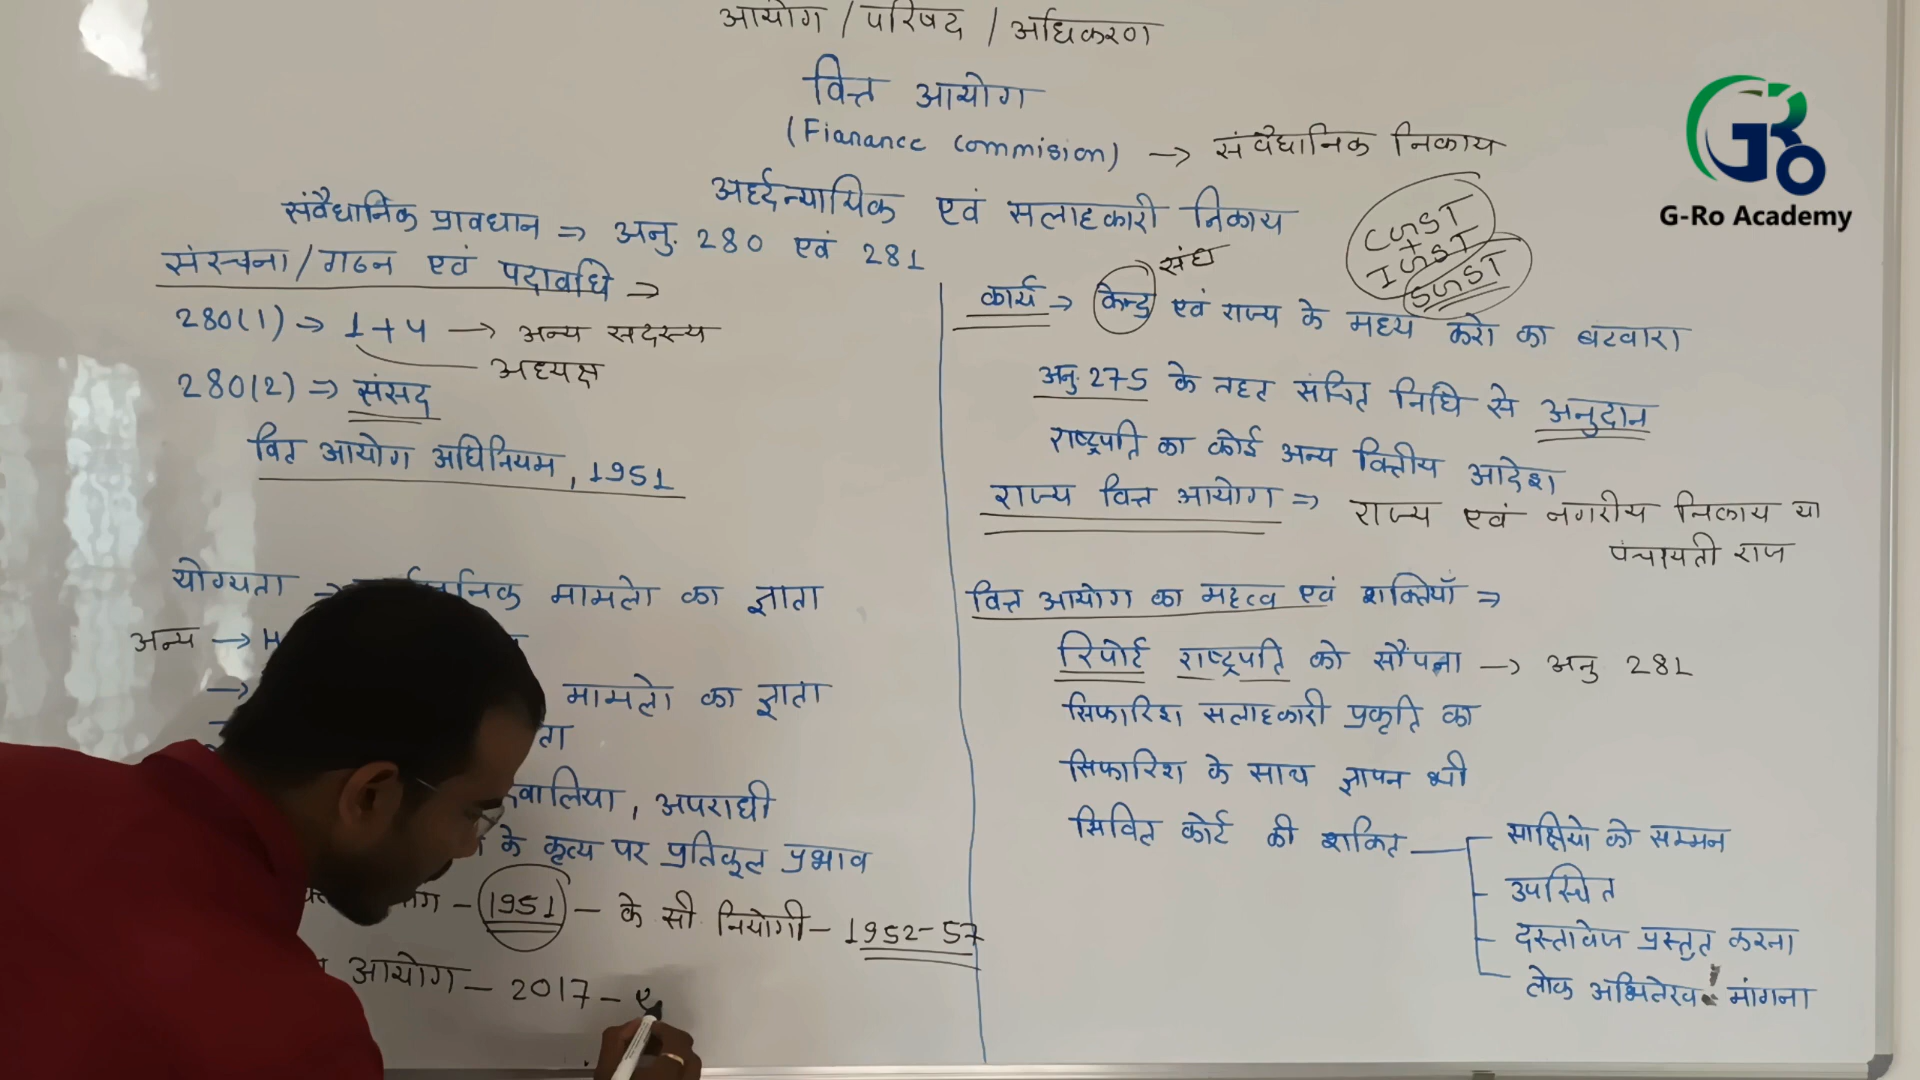 आयोग / परिषद / अधिकरण
वित्त आयोग
(Fianance Commision) → संवैधानिक निकाय
अर्द्धन्यायिक एवं सलाहकारी निकाय
संवैधानिक प्रावधान ⇒ अनु. 280 एवं 281
संरचना/गठन एवं पदावधि →
280(1) ⇒ 1+4 → अन्य सदस्य
अध्यक्ष
280(2) ⇒ संसद
वित आयोग अधिनियम, 1951
योग्यता → मामलो का ज्ञाता
अन्य → H
→ मामलो का ज्ञाता
अपराधी
के कृत्य पर प्रतिकूल प्रभाव
1951 – के सी नियोगी – 1952-57
आयोग – 2017 –
CGST
+
IGST
SGST
संघ
कार्य → केन्द्र एवं राज्य के मध्य करो का बटवारा
अनु. 275 के तहत संचित निधि से अनुदान
राष्ट्रपति का कोई अन्य वित्तीय आदेश
राज्य वित्त आयोग ⇒ राज्य एवं नगरीय निकाय या
पंचायती राज
वित्त आयोग का महत्व एवं शक्तियाँ ⇒
रिपोर्ट राष्ट्रपति को सौंपना → अनु 281
सिफारिश सलाहकारी प्रकृति का
सिफारिश के साथ ज्ञापन भी
सिविल कोर्ट की शक्ति
साक्षियो को सम्मन
उपस्थित
दस्तावेज प्रस्तुत करना
लोक अभिलेख मांगना
GRo
G-Ro Academy